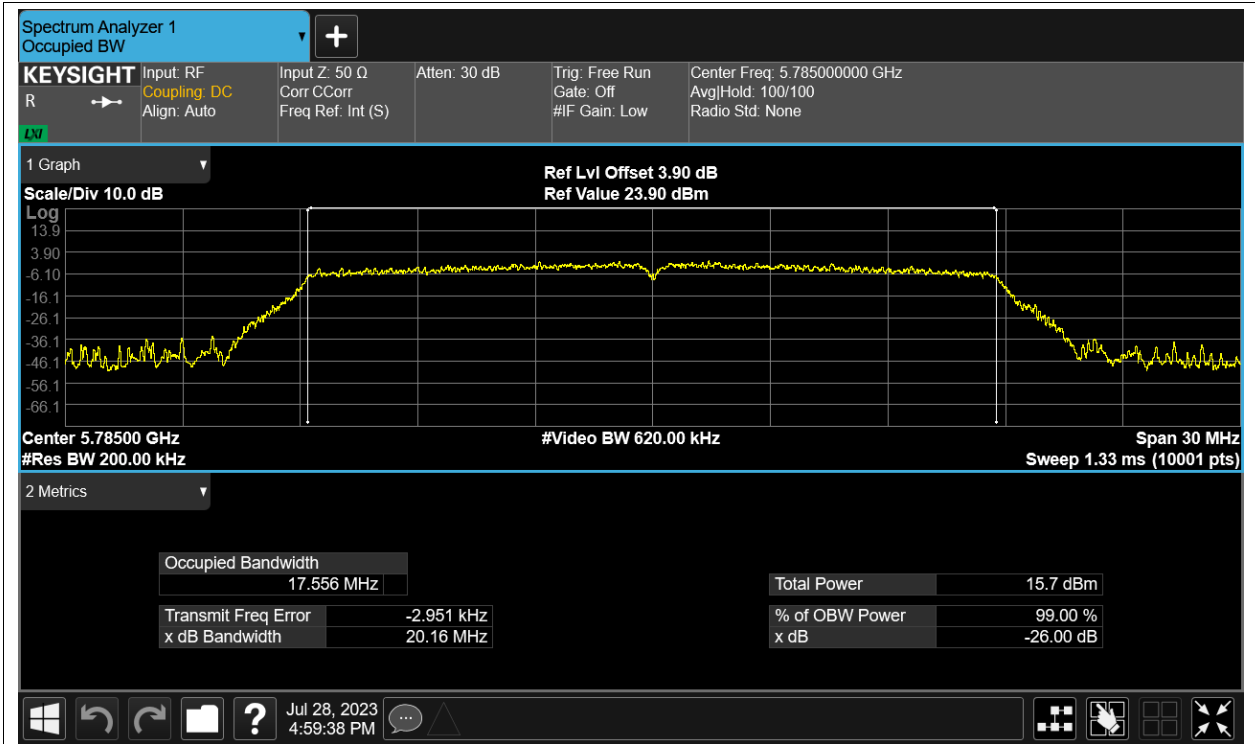 Spectrum Analyzer 1
Occupied BW
KEYSIGHT
R
LXI
Input: RF
Coupling: DC
Align: Auto
Input Z: 50 Ω
Corr CCorr
Freq Ref: Int (S)
Atten: 30 dB
Trig: Free Run
Gate: Off
#IF Gain: Low
Center Freq: 5.785000000 GHz
Avg|Hold: 100/100
Radio Std: None
1 Graph
Scale/Div 10.0 dB
Ref Lvl Offset 3.90 dB
Ref Value 23.90 dBm
Log
13.9
3.90
-6.10
-16.1
-26.1
-36.1
-46.1
-56.1
-66.1
Center 5.78500 GHz
#Res BW 200.00 kHz
#Video BW 620.00 kHz
Span 30 MHz
Sweep 1.33 ms (10001 pts)
2 Metrics
Occupied Bandwidth
17.556 MHz
Transmit Freq Error -2.951 kHz
x dB Bandwidth 20.16 MHz
Total Power 15.7 dBm
% of OBW Power 99.00 %
x dB -26.00 dB
?
Jul 28, 2023
4:59:38 PM